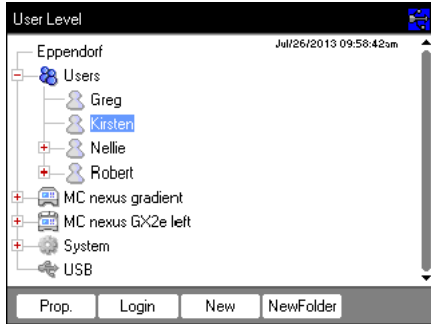 User Level
Jul/26/2013 09:58:42am
Eppendorf
Users
Greg
Kirsten
Nellie
Robert
MC nexus gradient
MC nexus GX2e left
System
USB
Prop. Login New NewFolder